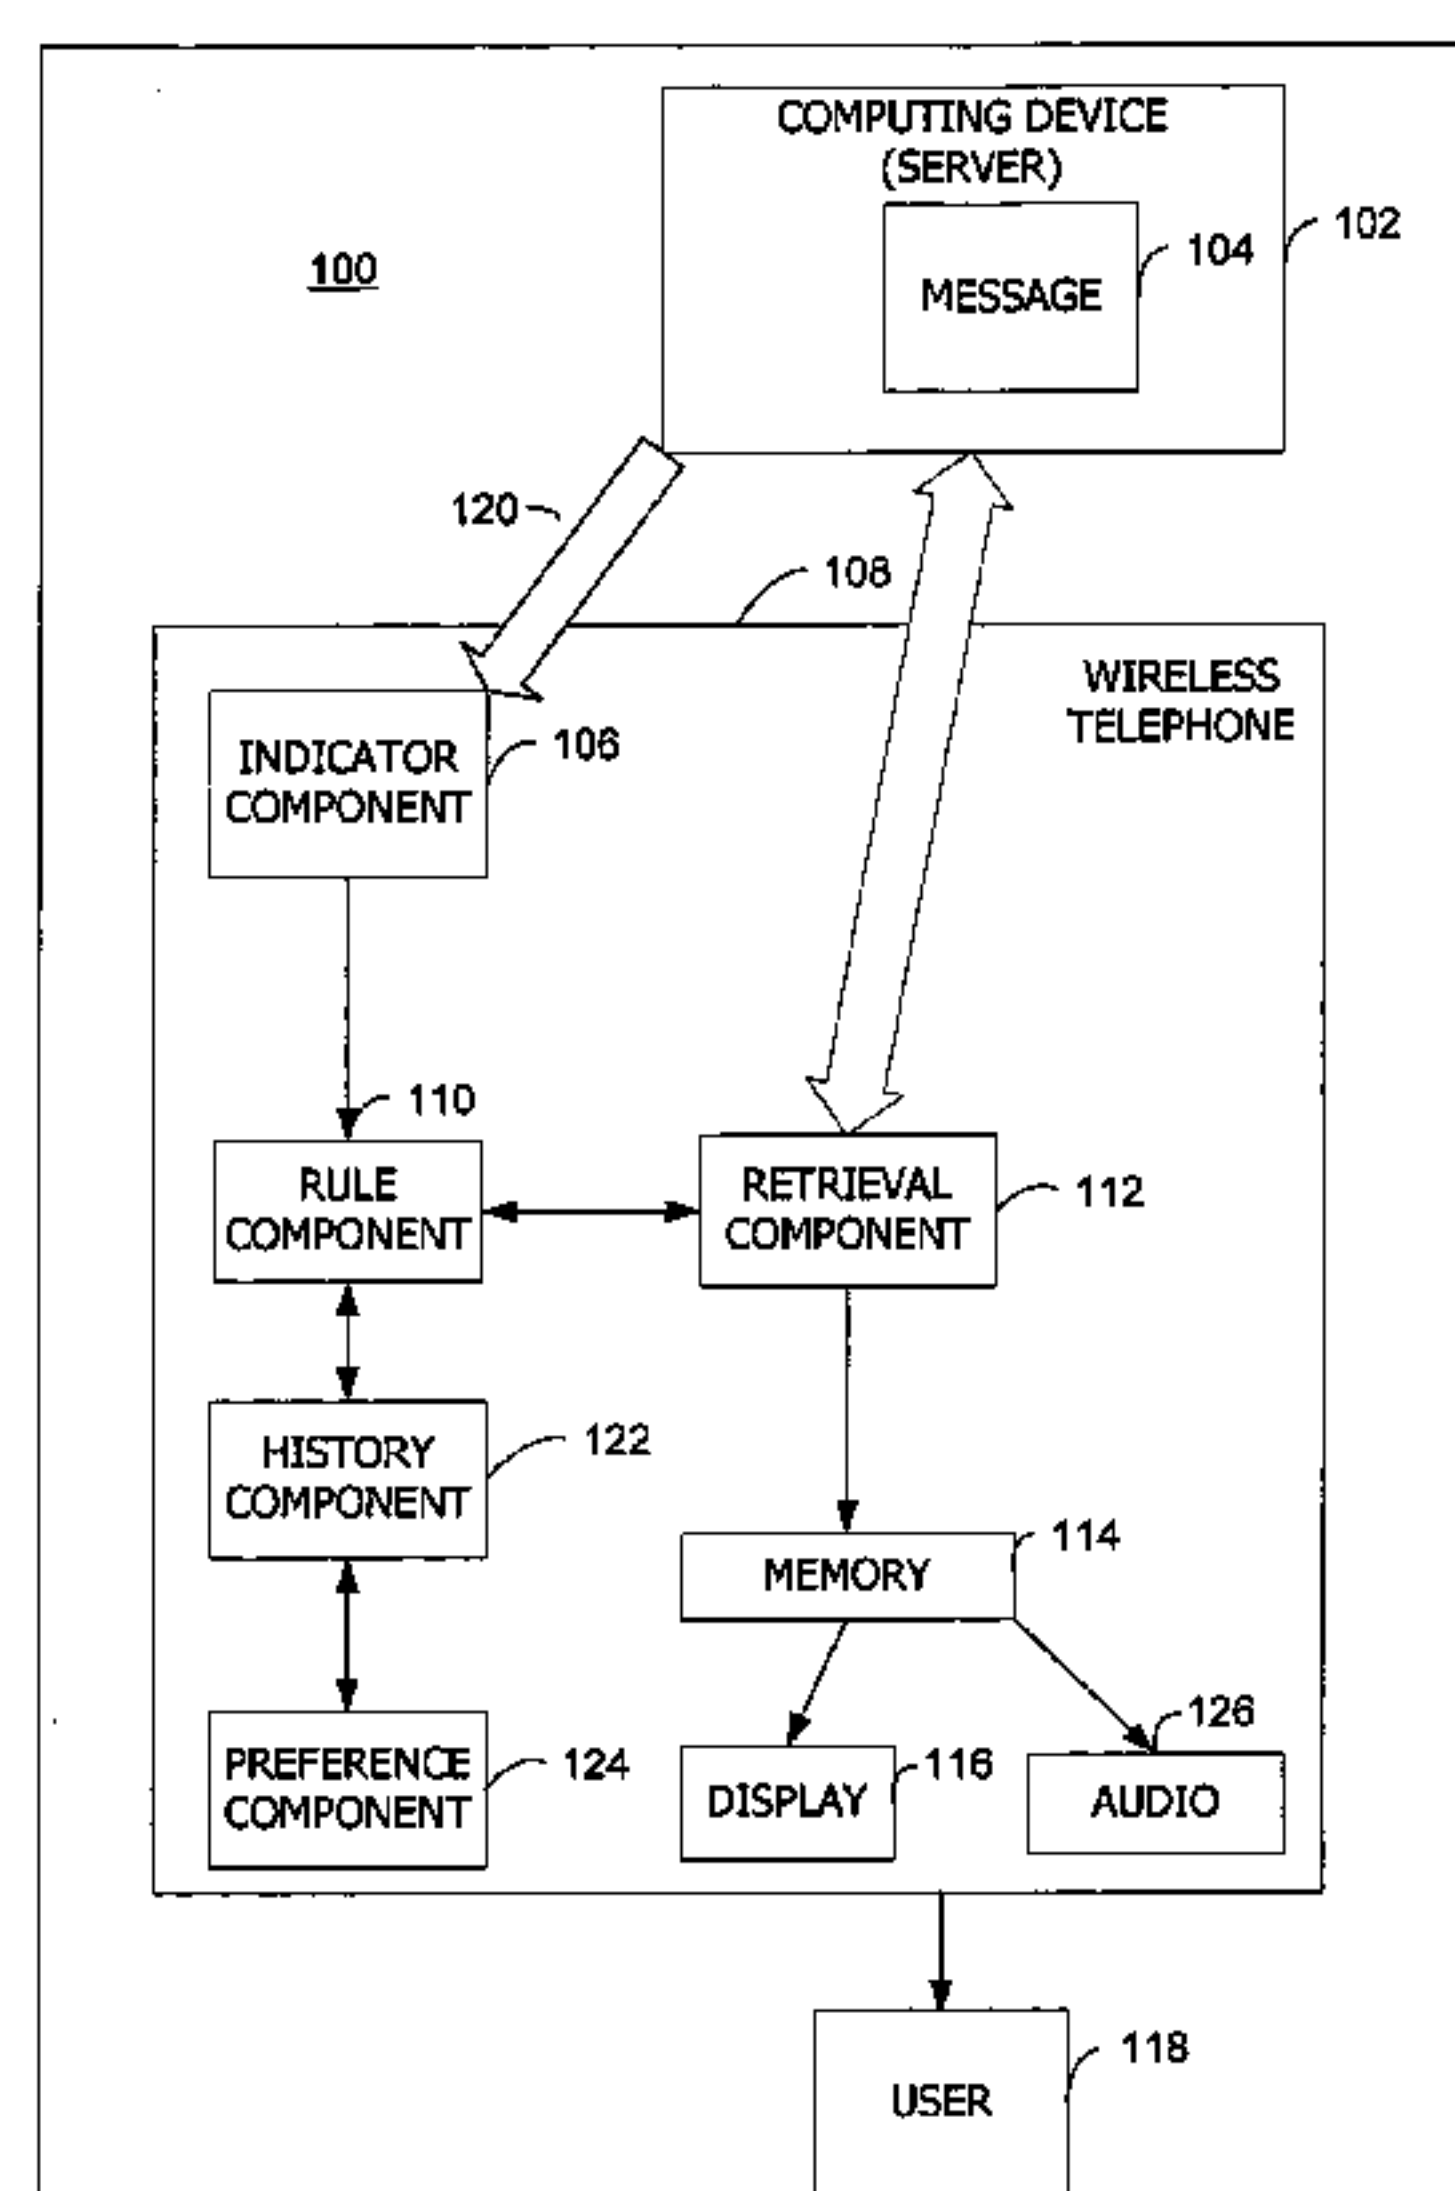 COMPUTING DEVICE
(SERVER)
102
104
MESSAGE
100
120
108
WIRELESS
TELEPHONE
106
INDICATOR
COMPONENT
110
RULE
COMPONENT
RETRIEVAL
COMPONENT
112
HISTORY
COMPONENT
122
114
MEMORY
PREFERENCE
COMPONENT
124
116
DISPLAY
126
AUDIO
118
USER